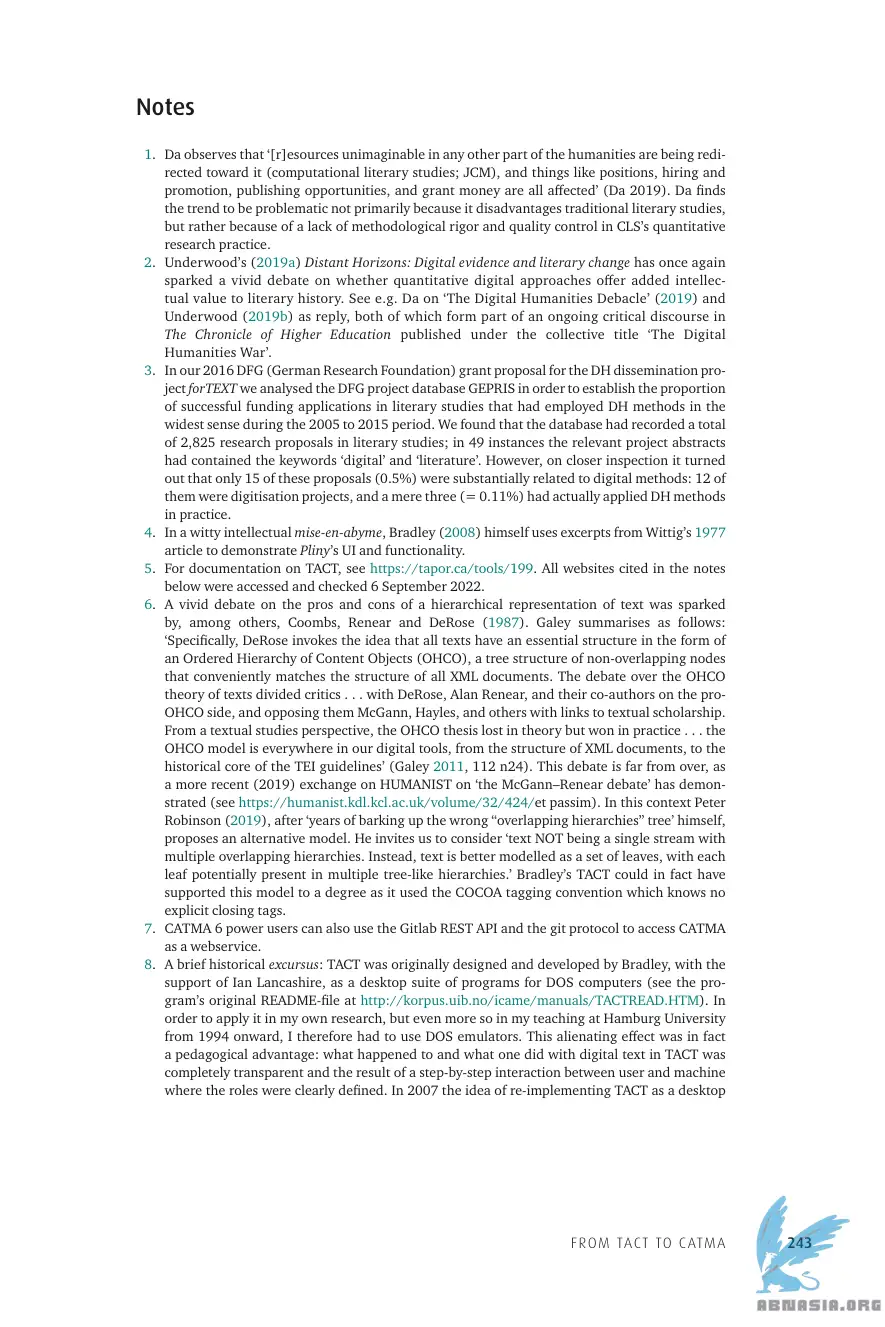 Notes
1. Da observes that ‘[r]esources unimaginable in any other part of the humanities are being redi-
rected toward it (computational literary studies; JCM), and things like positions, hiring and
promotion, publishing opportunities, and grant money are all affected’ (Da 2019). Da finds
the trend to be problematic not primarily because it disadvantages traditional literary studies,
but rather because of a lack of methodological rigor and quality control in CLS’s quantitative
research practice.
2. Underwood’s (2019a) Distant Horizons: Digital evidence and literary change has once again
sparked a vivid debate on whether quantitative digital approaches offer added intellec-
tual value to literary history. See e.g. Da on ‘The Digital Humanities Debacle’ (2019) and
Underwood (2019b) as reply, both of which form part of an ongoing critical discourse in
The Chronicle of Higher Education published under the collective title ‘The Digital
Humanities War’.
3. In our 2016 DFG (German Research Foundation) grant proposal for the DH dissemination pro-
ject forTEXT we analysed the DFG project database GEPRIS in order to establish the proportion
of successful funding applications in literary studies that had employed DH methods in the
widest sense during the 2005 to 2015 period. We found that the database had recorded a total
of 2,825 research proposals in literary studies; in 49 instances the relevant project abstracts
had contained the keywords ‘digital’ and ‘literature’. However, on closer inspection it turned
out that only 15 of these proposals (0.5%) were substantially related to digital methods: 12 of
them were digitisation projects, and a mere three (= 0.11%) had actually applied DH methods
in practice.
4. In a witty intellectual mise-en-abyme, Bradley (2008) himself uses excerpts from Wittig’s 1977
article to demonstrate Pliny’s UI and functionality.
5. For documentation on TACT, see https://tapor.ca/tools/199. All websites cited in the notes
below were accessed and checked 6 September 2022.
6. A vivid debate on the pros and cons of a hierarchical representation of text was sparked
by, among others, Coombs, Renear and DeRose (1987). Galey summarises as follows:
‘Specifically, DeRose invokes the idea that all texts have an essential structure in the form of
an Ordered Hierarchy of Content Objects (OHCO), a tree structure of non-overlapping nodes
that conveniently matches the structure of all XML documents. The debate over the OHCO
theory of texts divided critics . . . with DeRose, Alan Renear, and their co-authors on the pro-
OHCO side, and opposing them McGann, Hayles, and others with links to textual scholarship.
From a textual studies perspective, the OHCO thesis lost in theory but won in practice . . . the
OHCO model is everywhere in our digital tools, from the structure of XML documents, to the
historical core of the TEI guidelines’ (Galey 2011, 112 n24). This debate is far from over, as
a more recent (2019) exchange on HUMANIST on ‘the McGann–Renear debate’ has demon-
strated (see https://humanist.kdl.kcl.ac.uk/volume/32/424/et passim). In this context Peter
Robinson (2019), after ‘years of barking up the wrong “overlapping hierarchies” tree’ himself,
proposes an alternative model. He invites us to consider ‘text NOT being a single stream with
multiple overlapping hierarchies. Instead, text is better modelled as a set of leaves, with each
leaf potentially present in multiple tree-like hierarchies.’ Bradley’s TACT could in fact have
supported this model to a degree as it used the COCOA tagging convention which knows no
explicit closing tags.
7. CATMA 6 power users can also use the Gitlab REST API and the git protocol to access CATMA
as a webservice.
8. A brief historical excursus: TACT was originally designed and developed by Bradley, with the
support of Ian Lancashire, as a desktop suite of programs for DOS computers (see the pro-
gram’s original README-file at http://korpus.uib.no/icame/manuals/TACTREAD.HTM). In
order to apply it in my own research, but even more so in my teaching at Hamburg University
from 1994 onward, I therefore had to use DOS emulators. This alienating effect was in fact
a pedagogical advantage: what happened to and what one did with digital text in TACT was
completely transparent and the result of a step-by-step interaction between user and machine
where the roles were clearly defined. In 2007 the idea of re-implementing TACT as a desktop
FROM TACT TO CATMA 243
ABNASIA.ORG